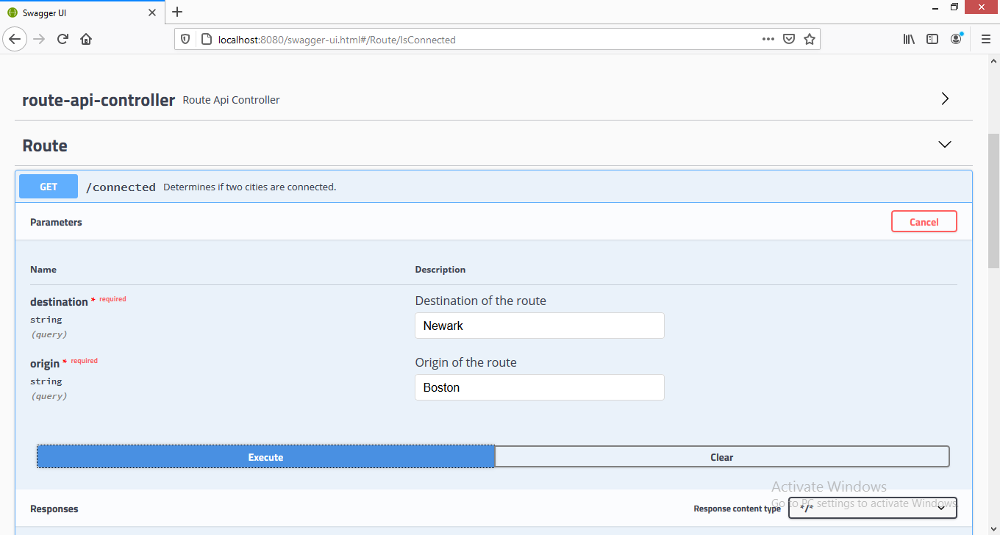 Swagger UI
localhost:8080/swagger-ui.html#/Route/IsConnected
route-api-controller Route Api Controller
Route
GET /connected Determines if two cities are connected.
Parameters Cancel
Name Description
destination * required Destination of the route
string Newark
(query)
origin * required Origin of the route
string Boston
(query)
Execute Clear
Activate Windows
Go to PC settings to activate Windows.
Responses Response content type */*